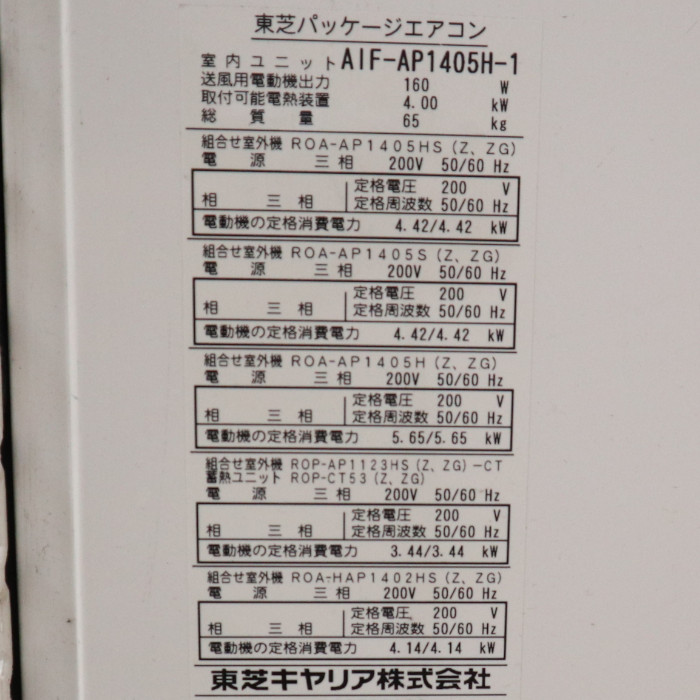 東芝パッケージエアコン
室内ユニット AIF-AP1405H-1
送風用電動機出力 160 W
取付可能電熱装置 4.00 kW
総質量 65 kg
組合せ室外機 ROA-AP1405HS (Z、ZG)
電源 三相 200V 50/60 Hz
定格電圧 200 V
相 三相 定格周波数 50/60 Hz
電動機の定格消費電力 4.42/4.42 kW
組合せ室外機 ROA-AP1405S (Z、ZG)
電源 三相 200V 50/60 Hz
定格電圧 200 V
相 三相 定格周波数 50/60 Hz
電動機の定格消費電力 4.42/4.42 kW
組合せ室外機 ROA-AP1405H (Z、ZG)
電源 三相 200V 50/60 Hz
定格電圧 200 V
相 三相 定格周波数 50/60 Hz
電動機の定格消費電力 5.65/5.65 kW
組合せ室外機 ROP-AP1123HS (Z、ZG) -CT
蓄熱ユニット ROP-CT53 (Z、ZG)
電源 三相 200V 50/60 Hz
定格電圧 200 V
相 三相 定格周波数 50/60 Hz
電動機の定格消費電力 3.44/3.44 kW
組合せ室外機 ROA-HAP1402HS (Z、ZG)
電源 三相 200V 50/60 Hz
定格電圧 200 V
相 三相 定格周波数 50/60 Hz
電動機の定格消費電力 4.14/4.14 kW
東芝キヤリア株式会社